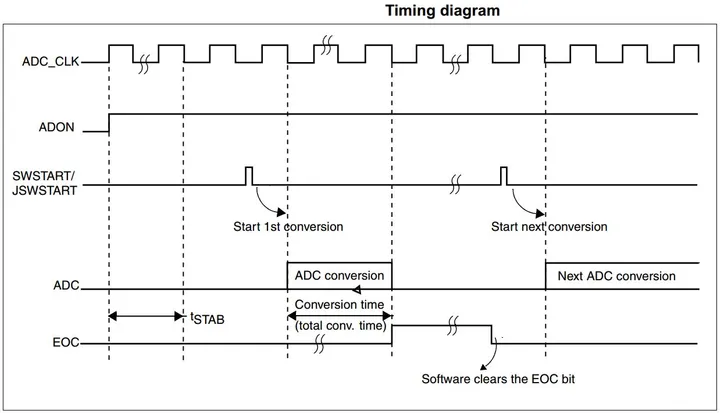 Timing diagram
ADC_CLK
ADON
SWSTART/
JSWSTART
Start 1st conversion
Start next conversion
ADC
ADC conversion
Next ADC conversion
Conversion time
(total conv. time)
tSTAB
EOC
Software clears the EOC bit